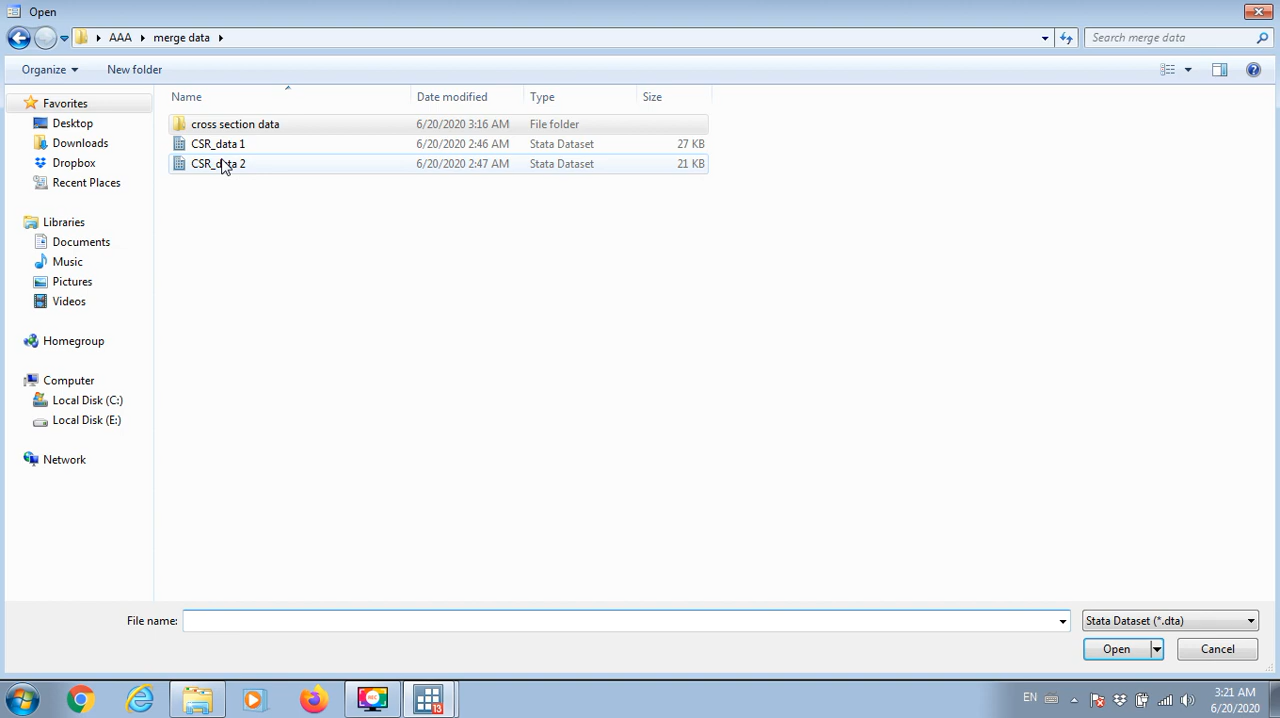 Open
AAA merge data
Search merge data
Organize New folder
Name Date modified Type Size
Favorites
Desktop
Downloads
Dropbox
Recent Places
Libraries
Documents
Music
Pictures
Videos
Homegroup
Computer
Local Disk (C:)
Local Disk (E:)
Network
cross section data 6/20/2020 3:16 AM File folder
CSR_data 1 6/20/2020 2:46 AM Stata Dataset 27 KB
CSR_data 2 6/20/2020 2:47 AM Stata Dataset 21 KB
File name: Stata Dataset (*.dta)
Open Cancel
REC
13
EN 3:21 AM
6/20/2020